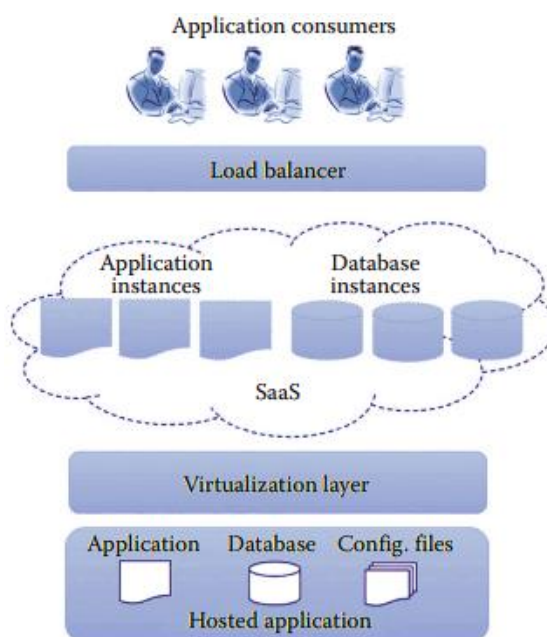 Application consumers
Load balancer
Application
instances
Database
instances
SaaS
Virtualization layer
Application
Database
Config. files
Hosted application